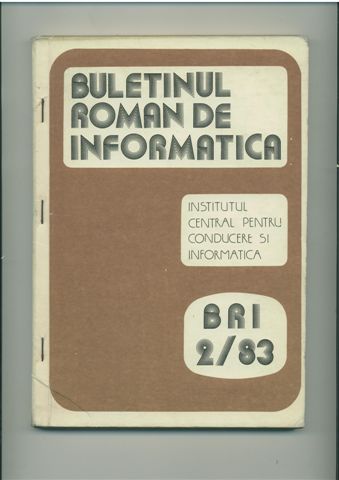 BULETINUL
ROMAN DE
INFORMATICA
INSTITUTUL
CENTRAL PENTRU
CONDUCERE SI
INFORMATICA
BRI
2/83